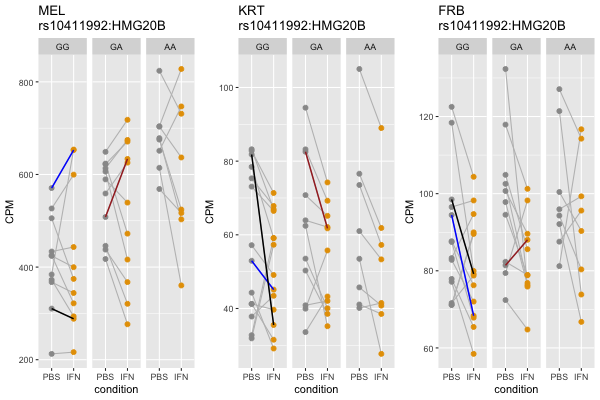 MEL
rs10411992:HMG20B
GG GA AA
CPM
800
600
400
200
PBS IFN PBS IFN PBS IFN
condition
KRT
rs10411992:HMG20B
GG GA AA
CPM
100
80
60
40
PBS IFN PBS IFN PBS IFN
condition
FRB
rs10411992:HMG20B
GG GA AA
CPM
120
100
80
60
PBS IFN PBS IFN PBS IFN
condition